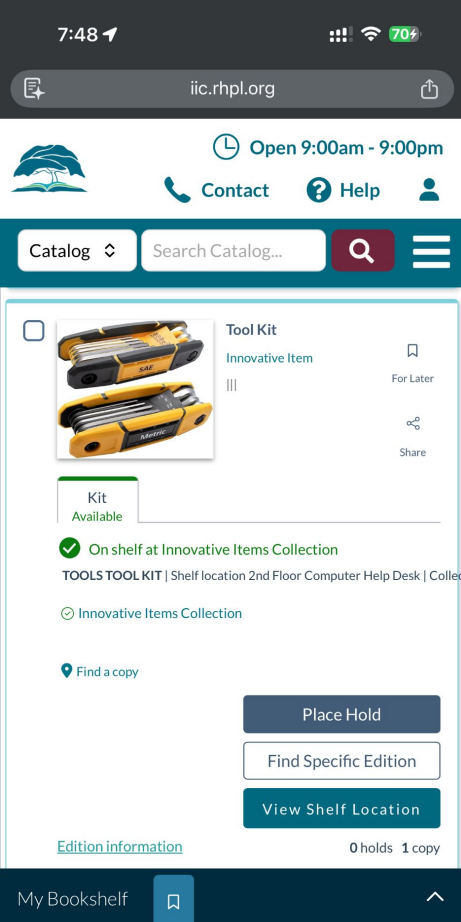 7:48
70
iic.rhpl.org
Open 9:00am - 9:00pm
Contact
Help
Catalog
Search Catalog...
Tool Kit
Innovative Item
|||
For Later
Share
SAE
Metric
Kit
Available
On shelf at Innovative Items Collection
TOOLS TOOL KIT | Shelf location 2nd Floor Computer Help Desk | Collec
Innovative Items Collection
Find a copy
Place Hold
Find Specific Edition
View Shelf Location
Edition information
0 holds 1 copy
My Bookshelf